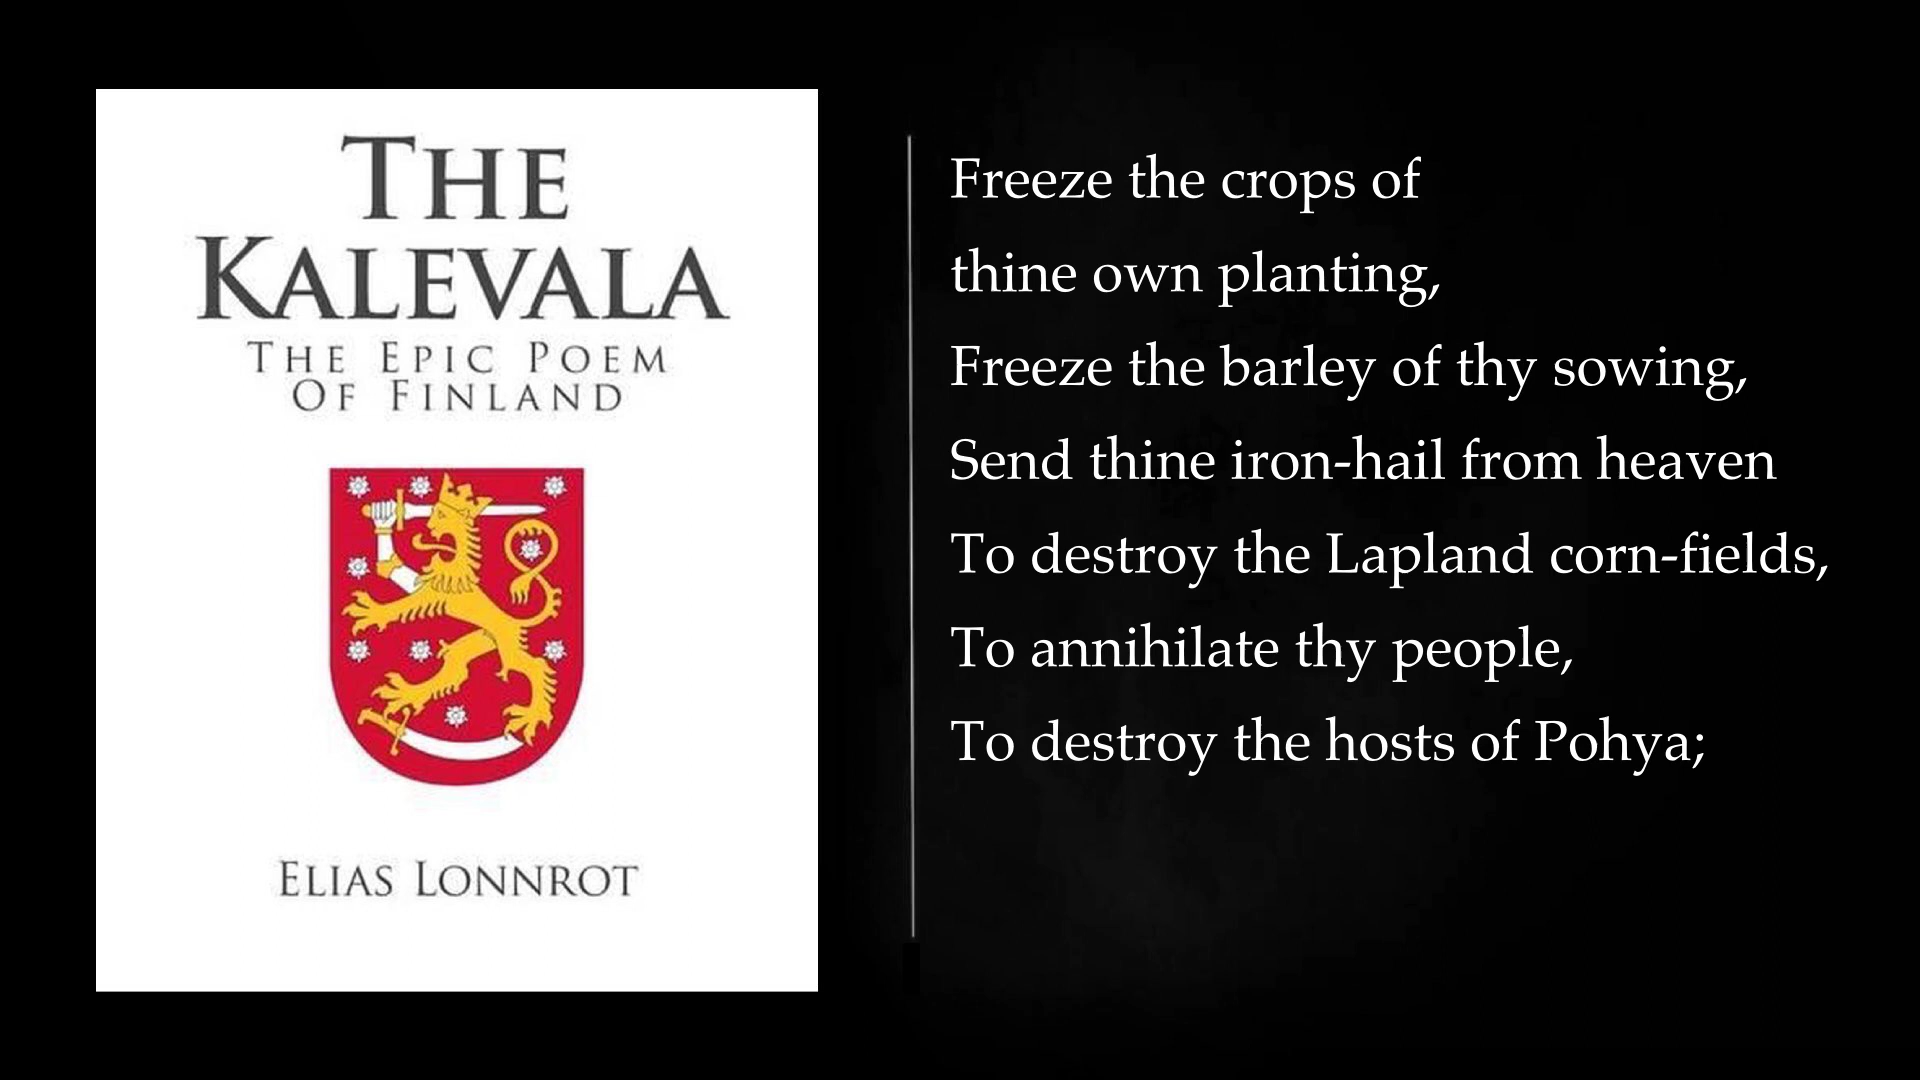 THE
KALEVALA
THE EPIC POEM
OF FINLAND
ELIAS LONNROT
Freeze the crops of
thine own planting,
Freeze the barley of thy sowing,
Send thine iron-hail from heaven
To destroy the Lapland corn-fields,
To annihilate thy people,
To destroy the hosts of Pohya;